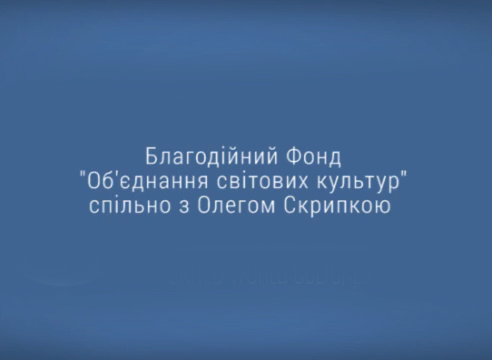 Благодійний Фонд
"Об'єднання світових культур"
спільно з Олегом Скрипкою